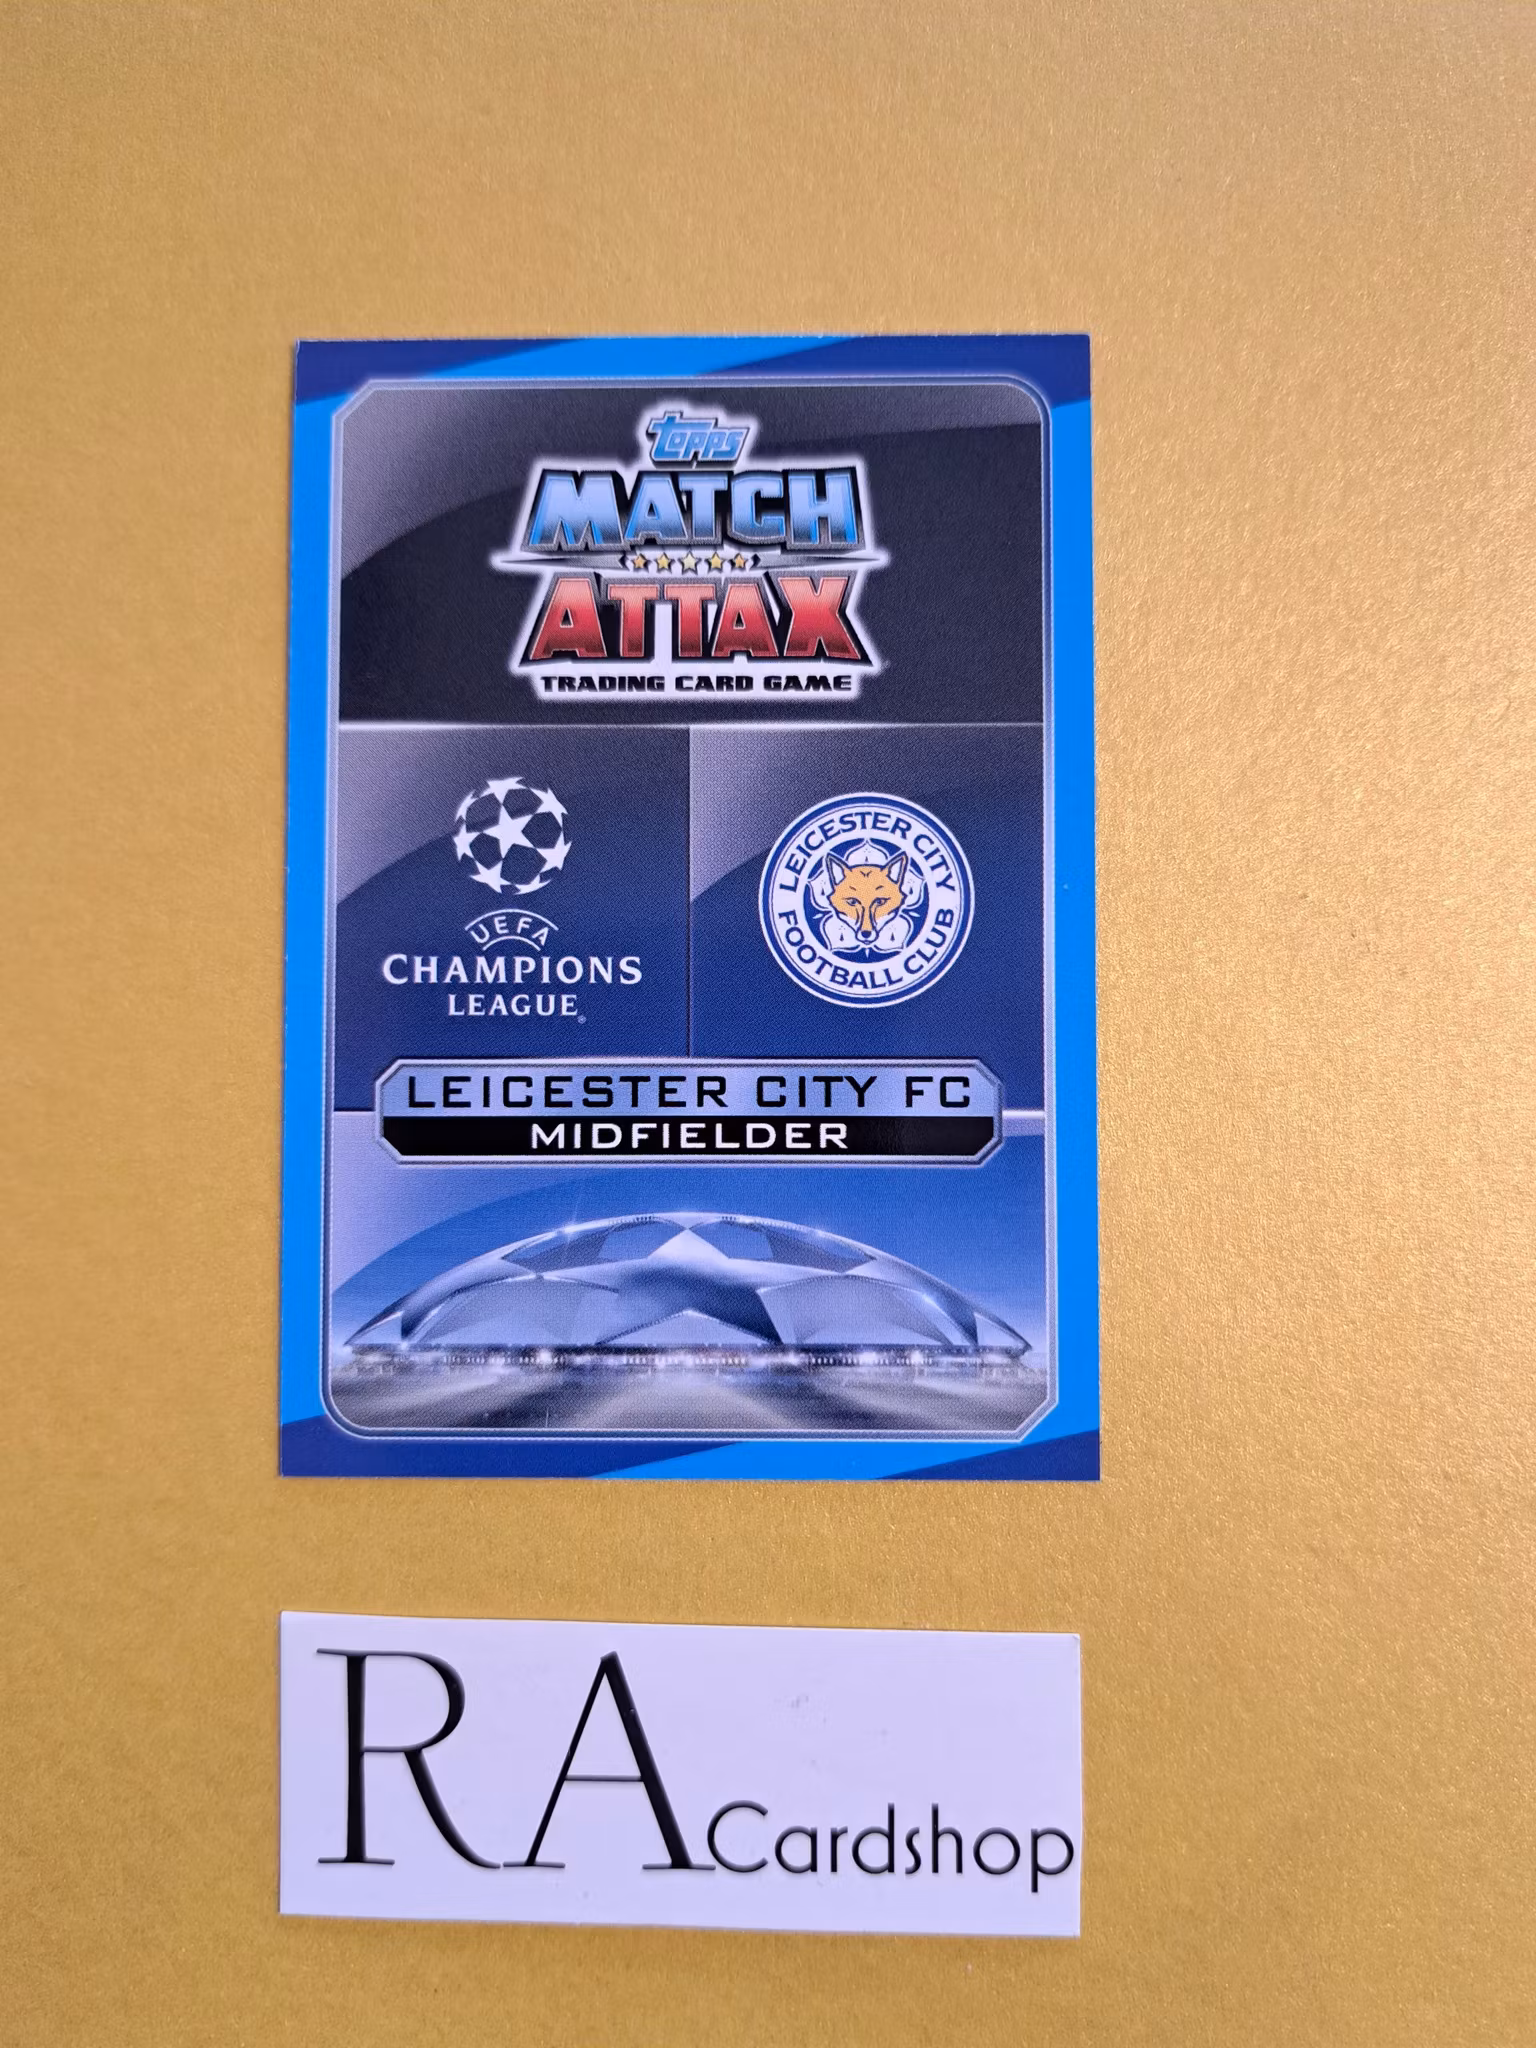 topps
MATCH
ATTAX
TRADING CARD GAME
UEFA
CHAMPIONS
LEAGUE®
LEICESTER CITY
FOOTBALL CLUB
LEICESTER CITY FC
MIDFIELDER
RA Cardshop